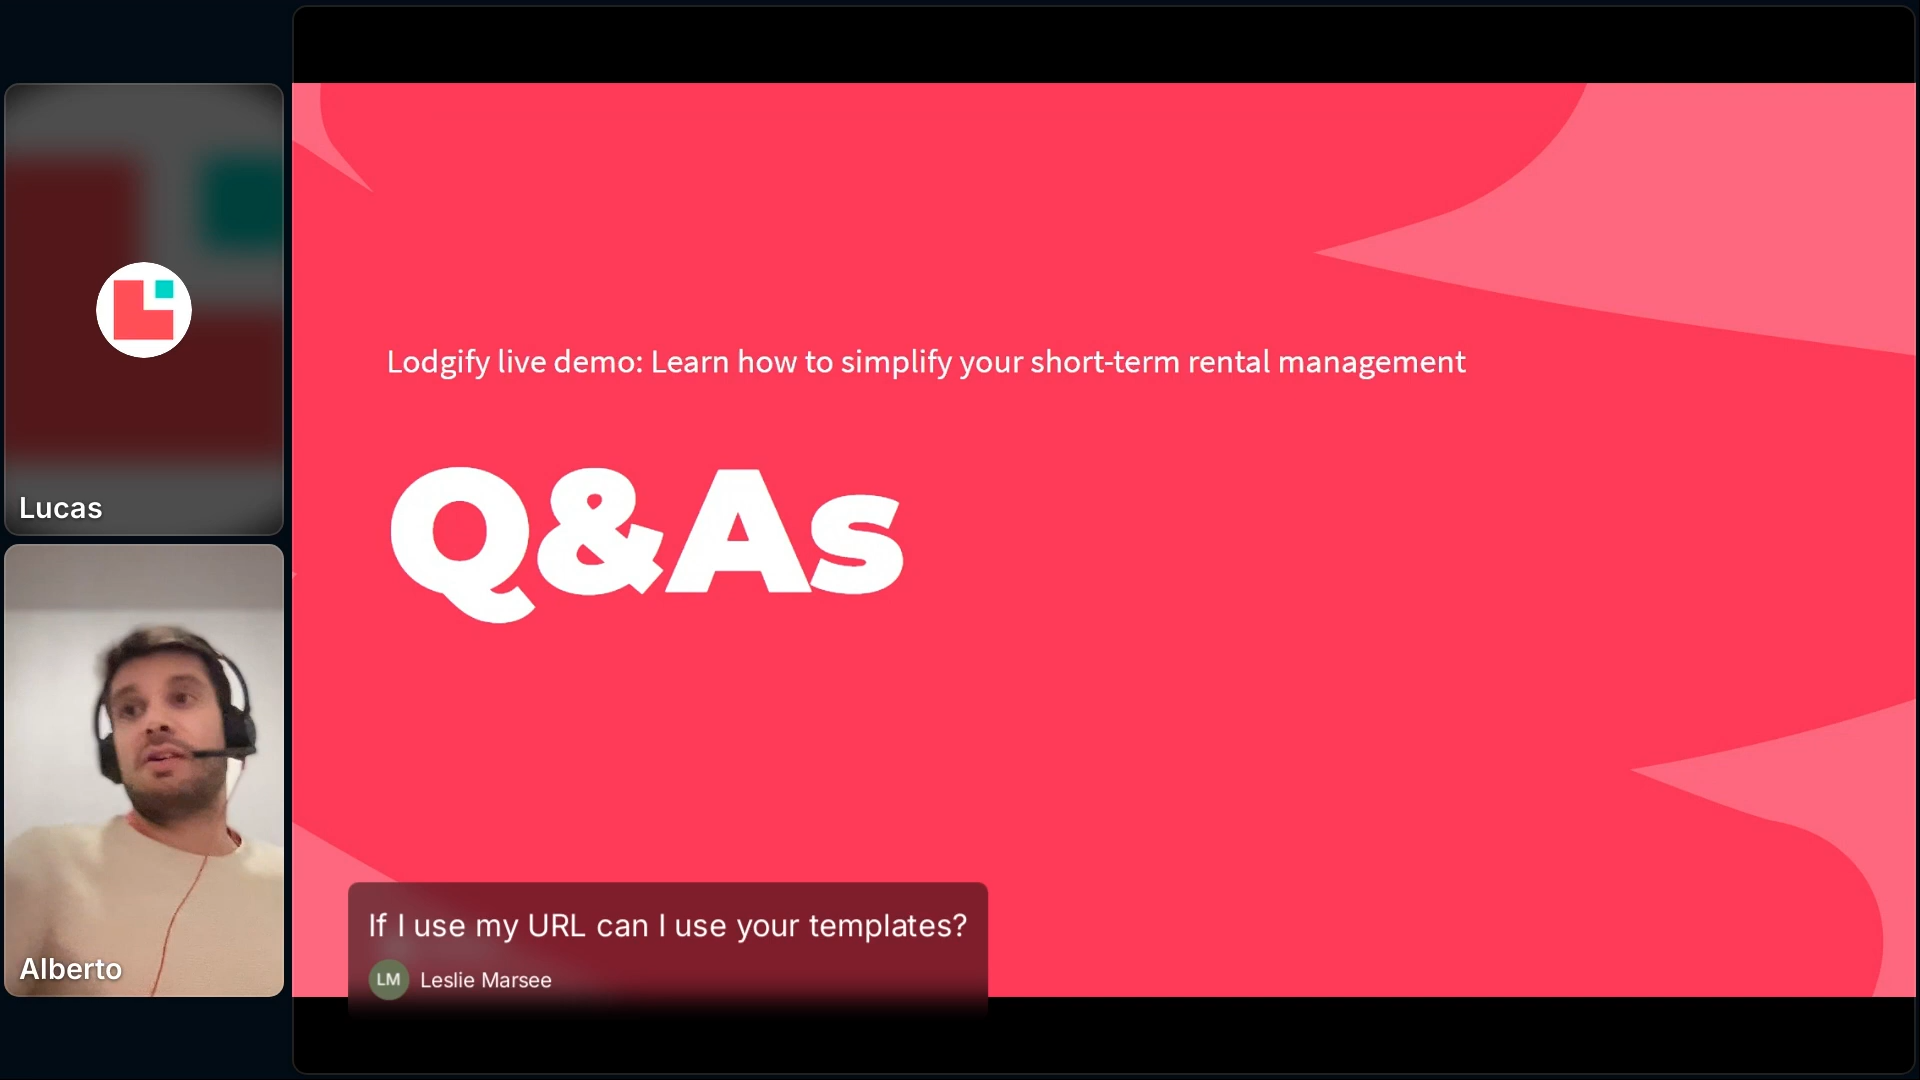 Lucas
Alberto
Lodgify live demo: Learn how to simplify your short-term rental management
Q&As
If I use my URL can I use your templates?
LM
Leslie Marsee